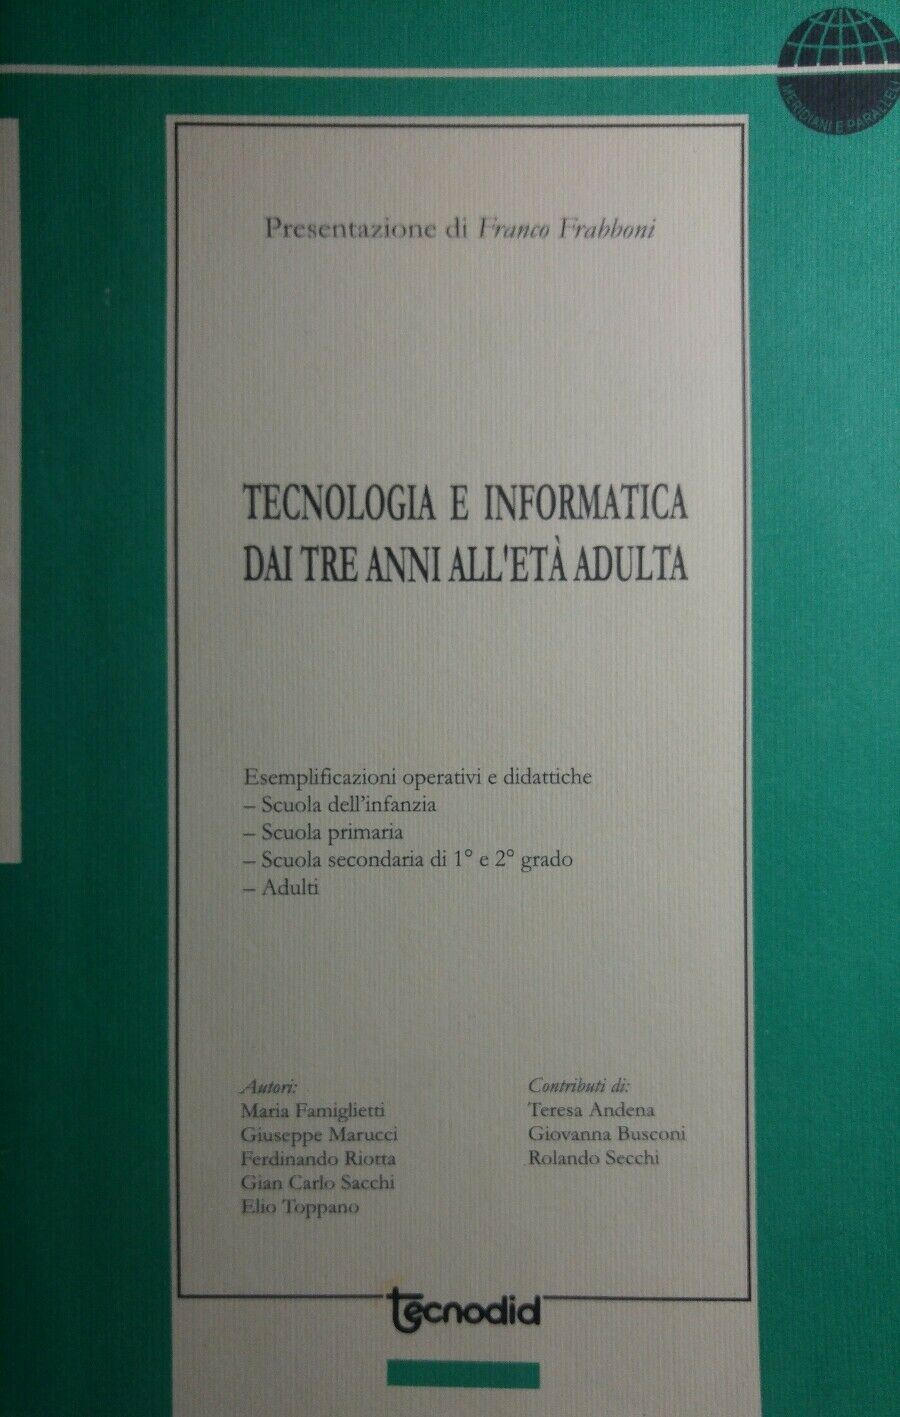 MERIDIANI E PARALLELI
Presentazione di Franco Frabboni
TECNOLOGIA E INFORMATICA
DAI TRE ANNI ALL'ETÀ ADULTA
Esemplificazioni operativi e didattiche
– Scuola dell'infanzia
– Scuola primaria
– Scuola secondaria di 1° e 2° grado
– Adulti
Autori:
Maria Famiglietti
Giuseppe Marucci
Ferdinando Riotta
Gian Carlo Sacchi
Elio Toppano
Contributi di:
Teresa Andena
Giovanna Busconi
Rolando Secchi
tecnodid